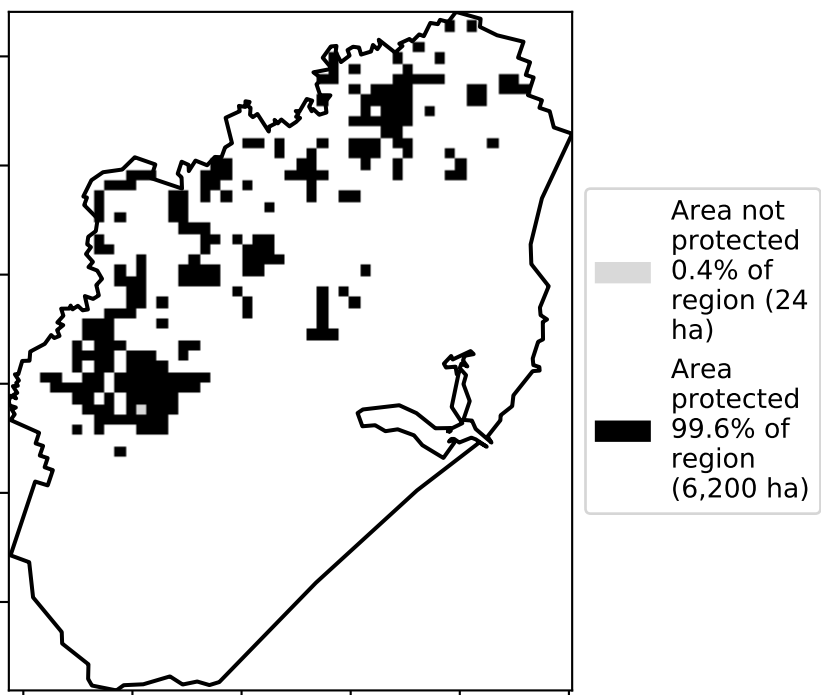 Area not
protected
0.4% of
region (24
ha)
Area
protected
99.6% of
region
(6,200 ha)